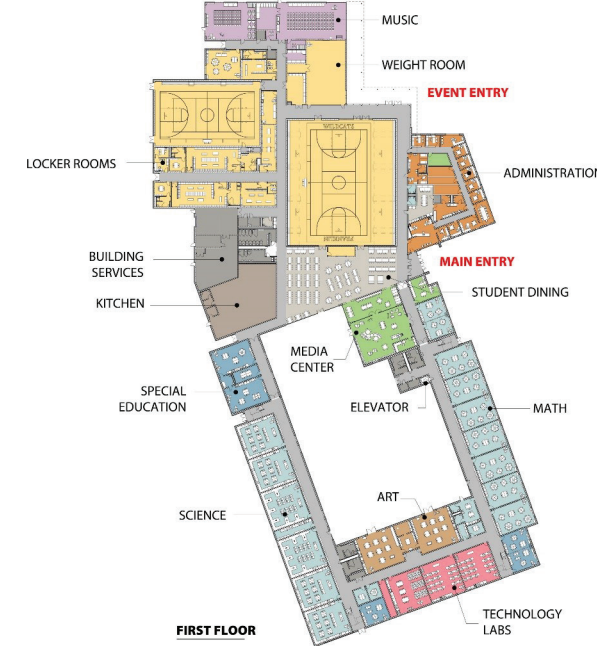 MUSIC
WEIGHT ROOM
EVENT ENTRY
WILDCATS
LOCKER ROOMS
ADMINISTRATION
BUILDING
SERVICES
MAIN ENTRY
KITCHEN
STUDENT DINING
MEDIA
CENTER
SPECIAL
EDUCATION
ELEVATOR
MATH
ART
SCIENCE
TECHNOLOGY
LABS
FIRST FLOOR